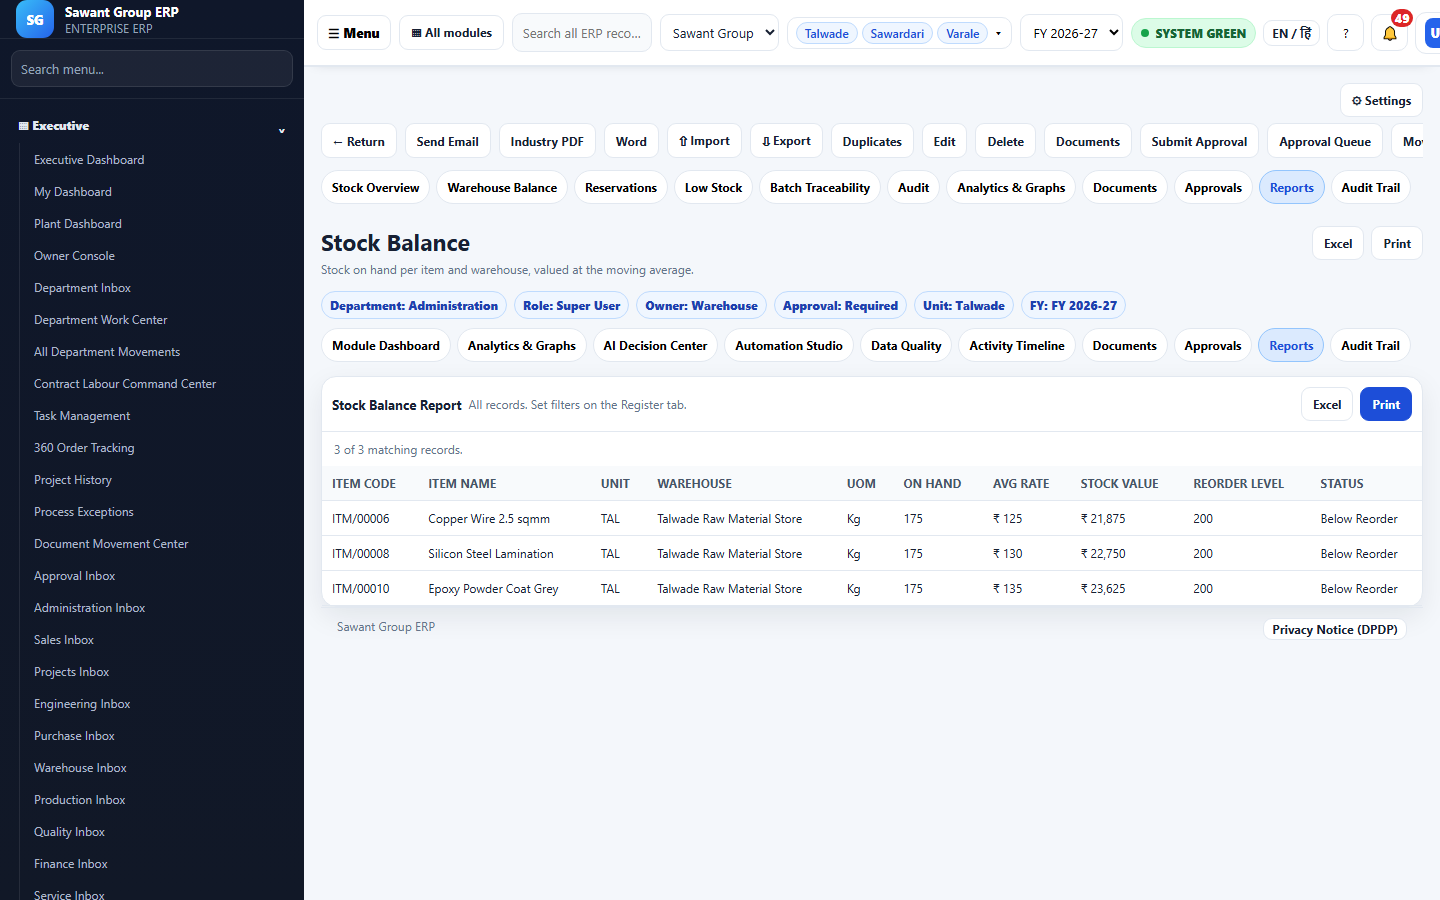 SG
Sawant Group ERP
ENTERPRISE ERP
Search menu...
Executive
Executive Dashboard
My Dashboard
Plant Dashboard
Owner Console
Department Inbox
Department Work Center
All Department Movements
Contract Labour Command Center
Task Management
360 Order Tracking
Project History
Process Exceptions
Document Movement Center
Approval Inbox
Administration Inbox
Sales Inbox
Projects Inbox
Engineering Inbox
Purchase Inbox
Warehouse Inbox
Production Inbox
Quality Inbox
Finance Inbox
Service Inbox
☰ Menu All modules Search all ERP reco... Sawant Group Talwade Sawardari Varale FY 2026-27 SYSTEM GREEN EN / हिं ? 49 U
⚙ Settings
← Return Send Email Industry PDF Word ⇧ Import ⇩ Export Duplicates Edit Delete Documents Submit Approval Approval Queue
Stock Overview Warehouse Balance Reservations Low Stock Batch Traceability Audit Analytics & Graphs Documents Approvals Reports Audit Trail
Stock Balance Excel Print
Stock on hand per item and warehouse, valued at the moving average.
Department: Administration Role: Super User Owner: Warehouse Approval: Required Unit: Talwade FY: FY 2026-27
Module Dashboard Analytics & Graphs AI Decision Center Automation Studio Data Quality Activity Timeline Documents Approvals Reports Audit Trail
Stock Balance Report All records. Set filters on the Register tab. Excel Print
3 of 3 matching records.
ITEM CODE ITEM NAME UNIT WAREHOUSE UOM ON HAND AVG RATE STOCK VALUE REORDER LEVEL STATUS
ITM/00006 Copper Wire 2.5 sqmm TAL Talwade Raw Material Store Kg 175 ₹ 125 ₹ 21,875 200 Below Reorder
ITM/00008 Silicon Steel Lamination TAL Talwade Raw Material Store Kg 175 ₹ 130 ₹ 22,750 200 Below Reorder
ITM/00010 Epoxy Powder Coat Grey TAL Talwade Raw Material Store Kg 175 ₹ 135 ₹ 23,625 200 Below Reorder
Sawant Group ERP Privacy Notice (DPDP)